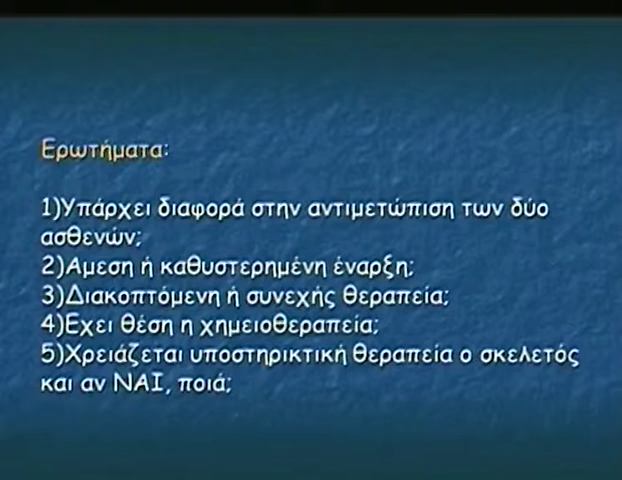 Ερωτήματα:
1)Υπάρχει διαφορά στην αντιμετώπιση των δύο
ασθενών;
2)Αμεση ή καθυστερημένη έναρξη;
3)Διακοπτόμενη ή συνεχής θεραπεία;
4)Εχει θέση η χημειοθεραπεία;
5)Χρειάζεται υποστηρικτική θεραπεία ο σκελετός
και αν ΝΑΙ, ποιά;